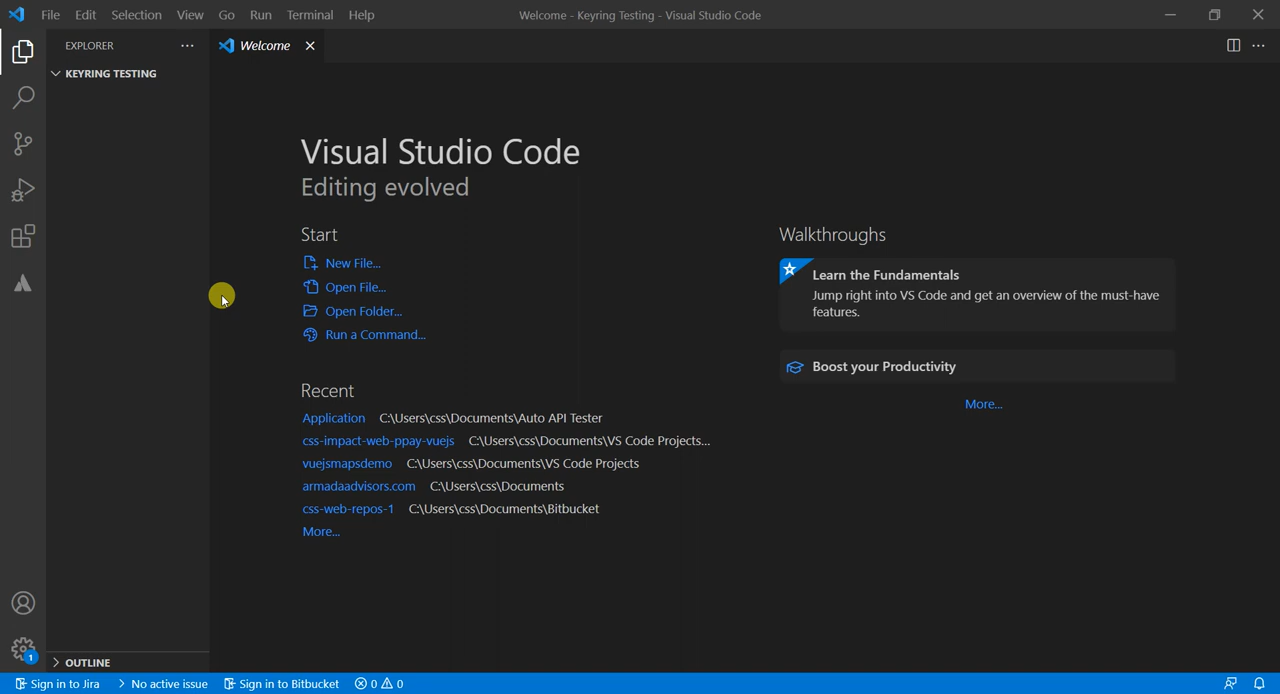 File Edit Selection View Go Run Terminal Help
Welcome - Keyring Testing - Visual Studio Code
EXPLORER
Welcome
KEYRING TESTING
Visual Studio Code
Editing evolved
Start
New File...
Open File...
Open Folder...
Run a Command...
Recent
Application C:\Users\css\Documents\Auto API Tester
css-impact-web-ppay-vuejs C:\Users\css\Documents\VS Code Projects...
vuejsmapsdemo C:\Users\css\Documents\VS Code Projects
armadaadvisors.com C:\Users\css\Documents
css-web-repos-1 C:\Users\css\Documents\Bitbucket
More...
Walkthroughs
Learn the Fundamentals
Jump right into VS Code and get an overview of the must-have
features.
Boost your Productivity
More...
1
OUTLINE
Sign in to Jira No active issue Sign in to Bitbucket 0 0